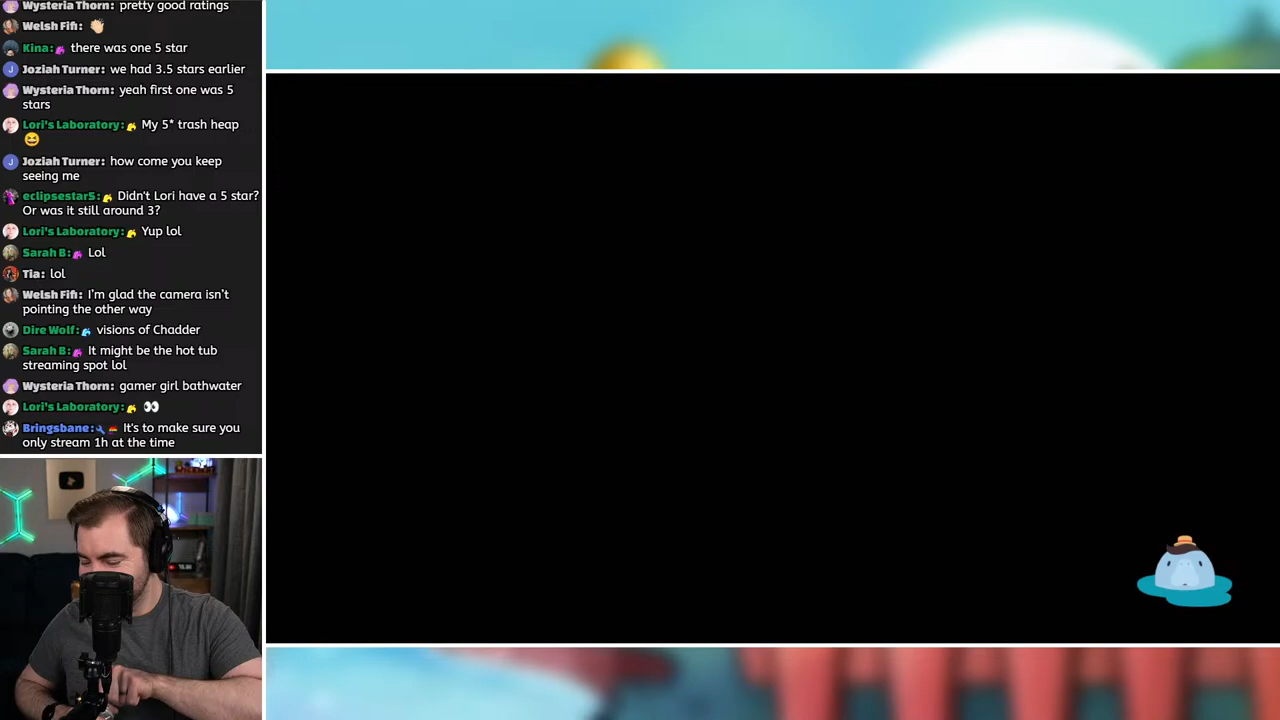 Wysteria Thorn: pretty good ratings
Welsh Fifi: 👏🏻
Kina: there was one 5 star
Joziah Turner: we had 3.5 stars earlier
Wysteria Thorn: yeah first one was 5
stars
Lori's Laboratory: My 5* trash heap
😆
Joziah Turner: how come you keep
seeing me
eclipsestar5: Didn't Lori have a 5 star?
Or was it still around 3?
Lori's Laboratory: Yup lol
Sarah B: Lol
Tia: lol
Welsh Fifi: I'm glad the camera isn't
pointing the other way
Dire Wolf: visions of Chadder
Sarah B: It might be the hot tub
streaming spot lol
Wysteria Thorn: gamer girl bathwater
Lori's Laboratory: 👀
Bringsbane: It's to make sure you
only stream 1h at the time